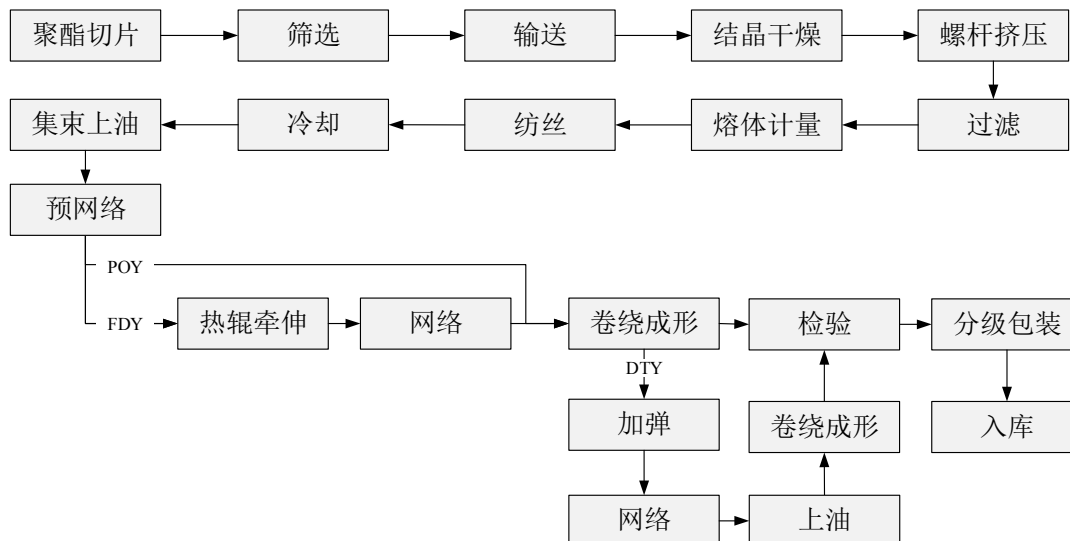 聚酯切片
筛选
输送
结晶干燥
螺杆挤压
集束上油
冷却
纺丝
熔体计量
过滤
预网络
POY
FDY
热辊牵伸
网络
卷绕成形
检验
分级包装
DTY
加弹
卷绕成形
入库
网络
上油